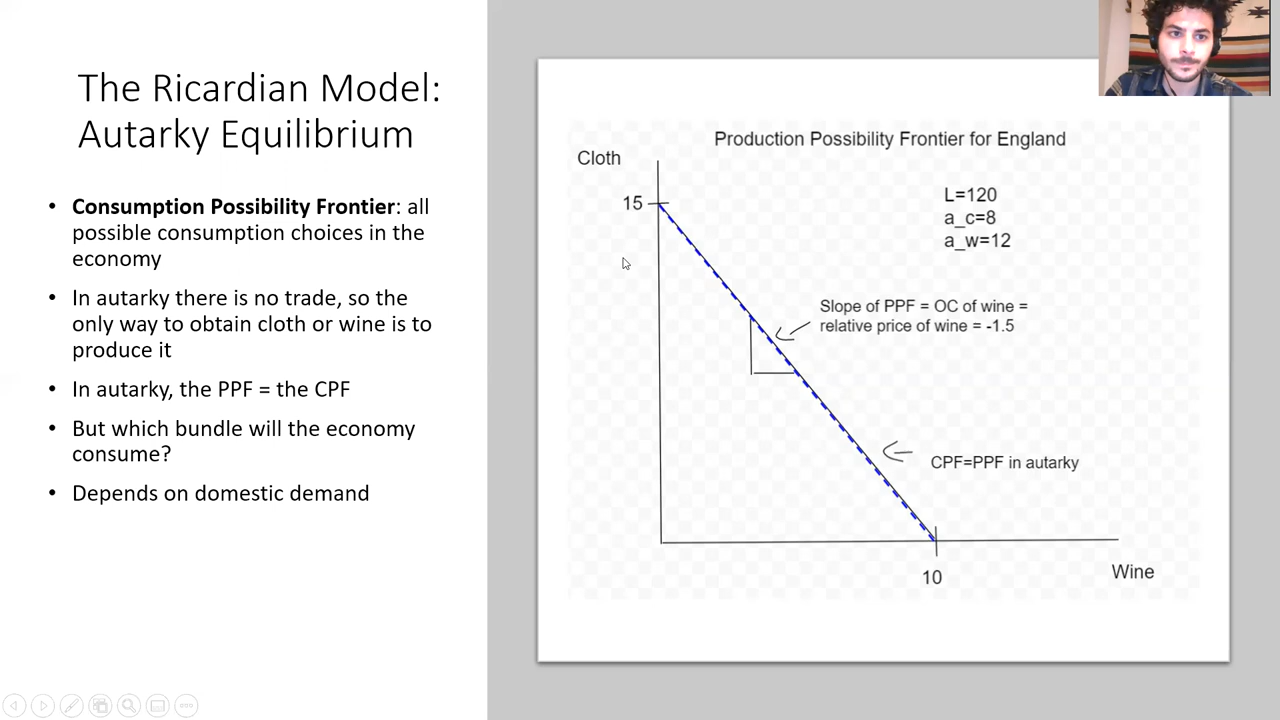 The Ricardian Model:
Autarky Equilibrium
• Consumption Possibility Frontier: all
possible consumption choices in the
economy
• In autarky there is no trade, so the
only way to obtain cloth or wine is to
produce it
• In autarky, the PPF = the CPF
• But which bundle will the economy
consume?
• Depends on domestic demand
Production Possibility Frontier for England
Cloth
15
L=120
a_c=8
a_w=12
Slope of PPF = OC of wine =
relative price of wine = -1.5
CPF=PPF in autarky
10
Wine